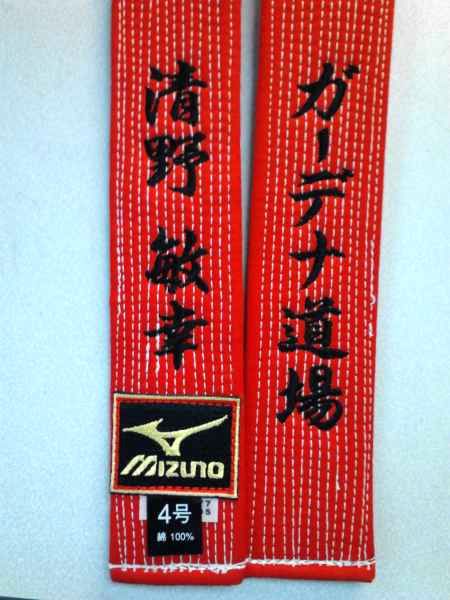 ガーデナ道場
清野 敏幸
MIZUNO
4号
綿 100%